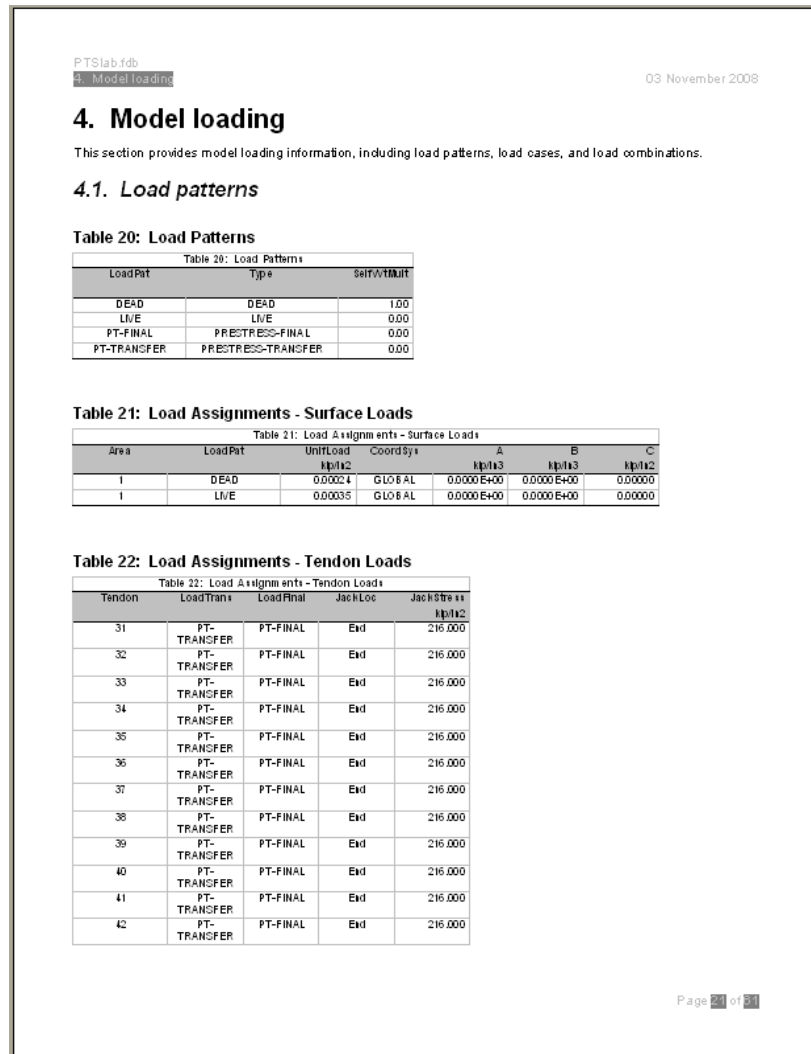 PTSlab.fdb
4. Model loading 03 November 2008
4. Model loading
This section provides model loading information, including load patterns, load cases, and load combinations.
4.1. Load patterns
Table 20: Load Patterns
Table 20: Load Patterns
LoadPat Type SelfWtMult
DEAD DEAD 1.00
LIVE LIVE 0.00
PT-FINAL PRESTRESS-FINAL 0.00
PT-TRANSFER PRESTRESS-TRANSFER 0.00
Table 21: Load Assignments - Surface Loads
Table 21: Load Assignments - Surface Loads
Area LoadPat UnifLoad CoordSys A B C
kip/in2 kip/in3 kip/in3 kip/in2
1 DEAD 0.00024 GLOBAL 0.0000E+00 0.0000E+00 0.00000
1 LIVE 0.00035 GLOBAL 0.0000E+00 0.0000E+00 0.00000
Table 22: Load Assignments - Tendon Loads
Table 22: Load Assignments - Tendon Loads
Tendon LoadTrans LoadFinal JackLoc JackStress
kip/in2
31 PT- PT-FINAL End 216.000
TRANSFER
32 PT- PT-FINAL End 216.000
TRANSFER
33 PT- PT-FINAL End 216.000
TRANSFER
34 PT- PT-FINAL End 216.000
TRANSFER
35 PT- PT-FINAL End 216.000
TRANSFER
36 PT- PT-FINAL End 216.000
TRANSFER
37 PT- PT-FINAL End 216.000
TRANSFER
38 PT- PT-FINAL End 216.000
TRANSFER
39 PT- PT-FINAL End 216.000
TRANSFER
40 PT- PT-FINAL End 216.000
TRANSFER
41 PT- PT-FINAL End 216.000
TRANSFER
42 PT- PT-FINAL End 216.000
TRANSFER
Page 21 of 31